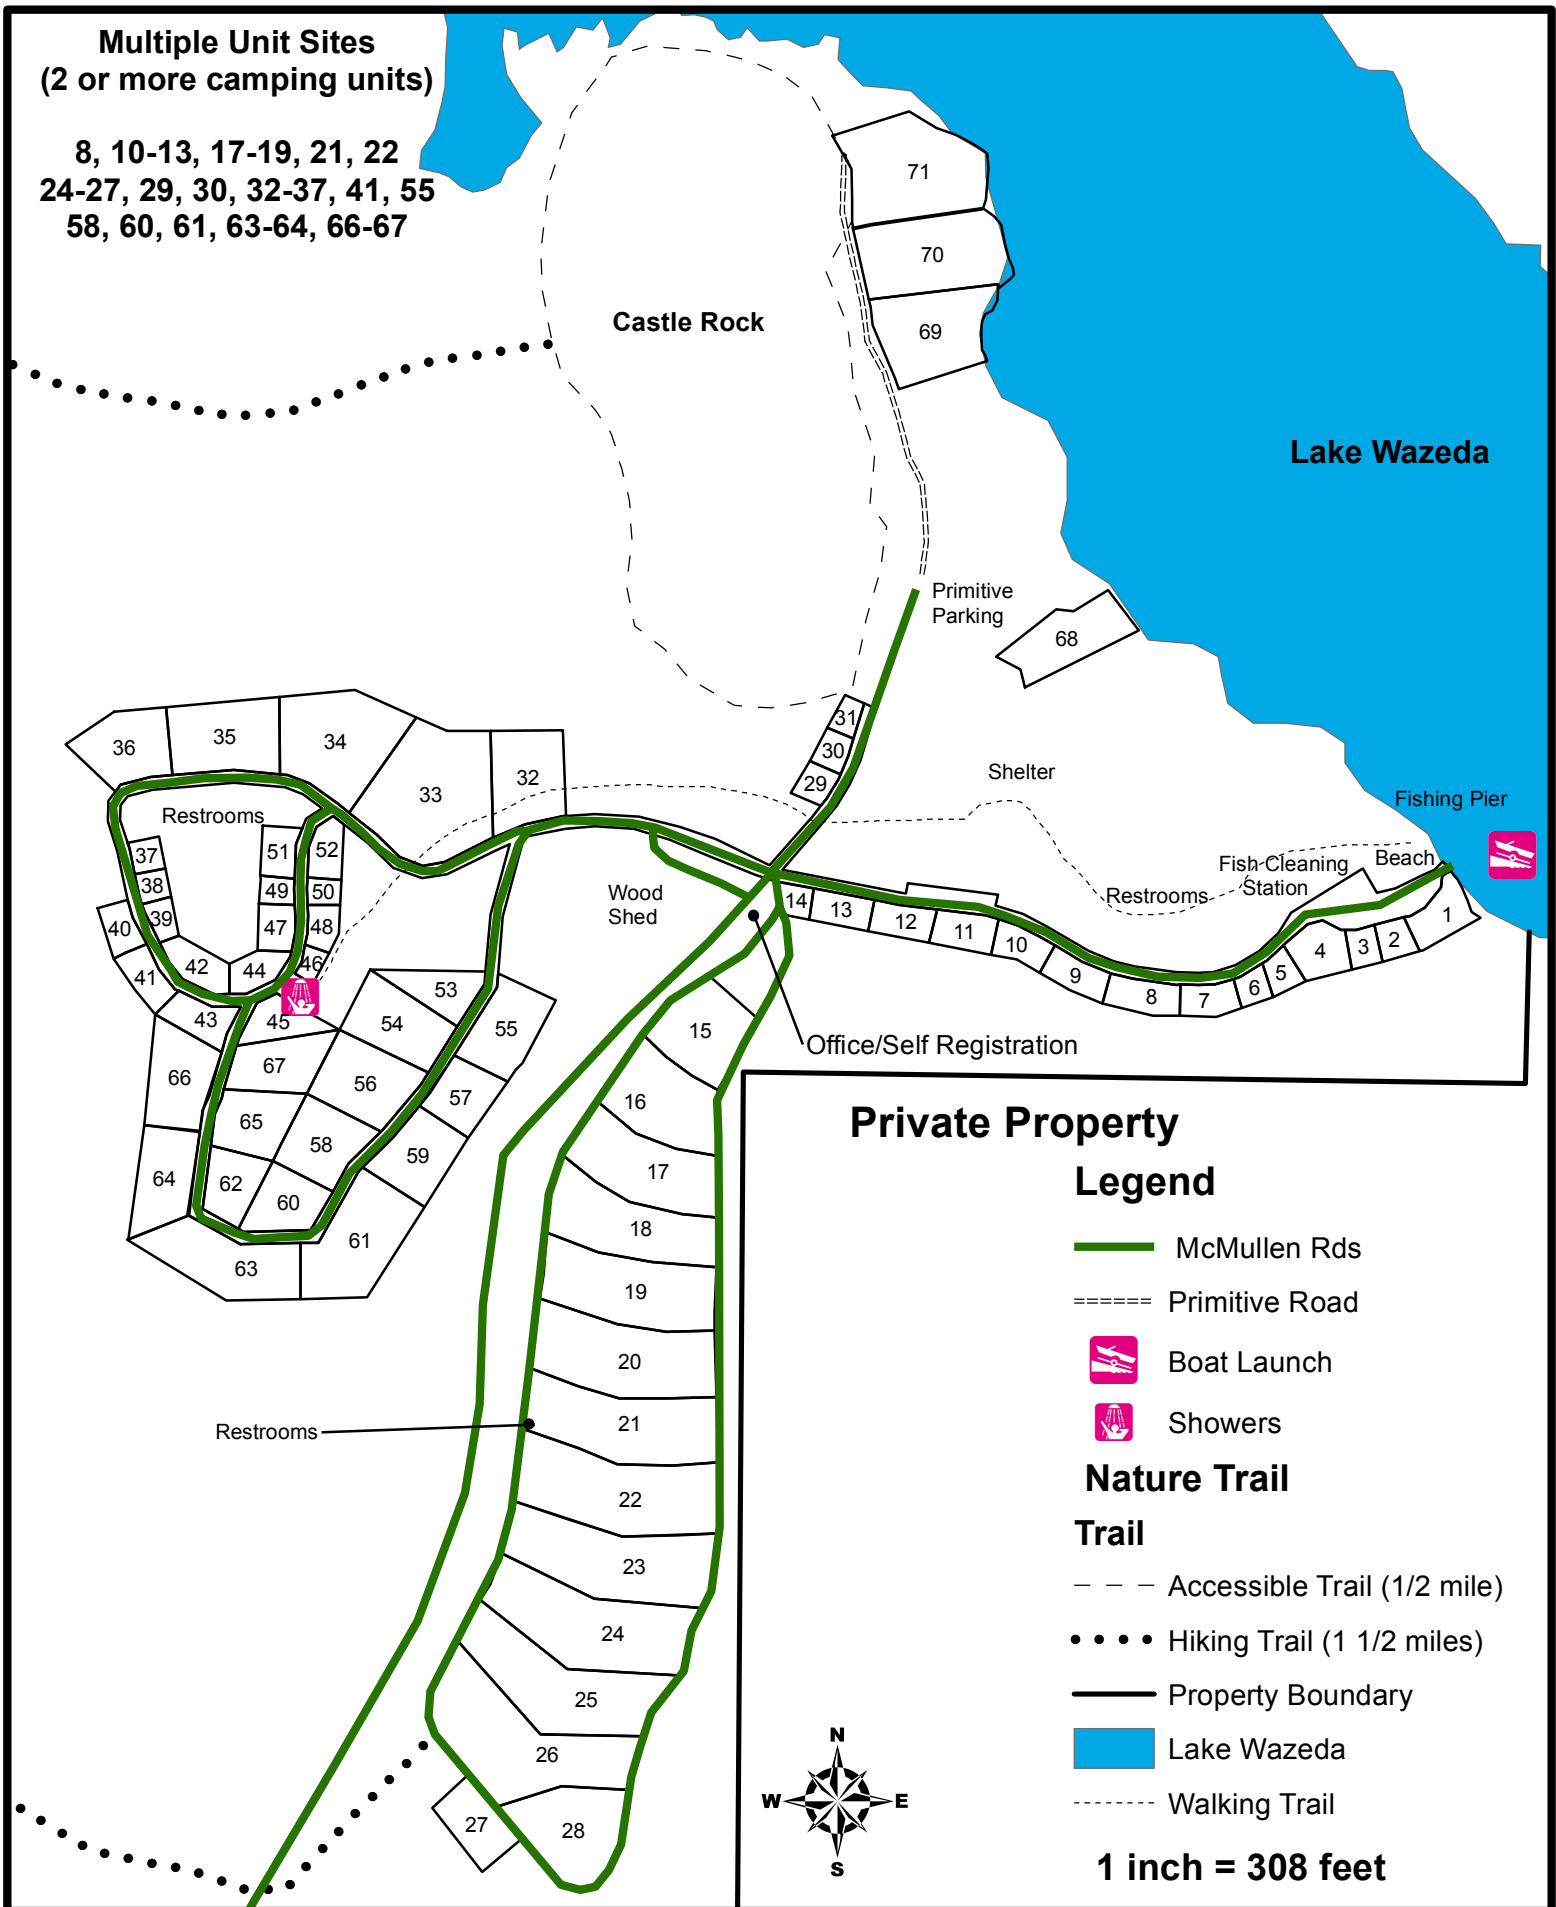 Multiple Unit Sites
(2 or more camping units)
8, 10-13, 17-19, 21, 22
24-27, 29, 30, 32-37, 41, 55
58, 60, 61, 63-64, 66-67
71
70
69
Castle Rock
Lake Wazeda
Primitive
Parking
68
31
30
29
36
35
34
33
32
Shelter
Fishing Pier
Restrooms
37
38
39
40
41
42
44
51
49
47
52
50
48
46
43
45
Wood
Shed
14
13
12
11
10
9
8
7
6
5
4
3
2
1
Restrooms
Fish Cleaning
Station
Beach
53
54
55
56
57
58
59
60
61
62
63
64
65
66
67
Office/Self Registration
15
16
17
18
19
20
21
22
23
24
25
26
27
28
Restrooms
Private Property
Legend
McMullen Rds
Primitive Road
Boat Launch
Showers
Nature Trail
Trail
Accessible Trail (1/2 mile)
Hiking Trail (1 1/2 miles)
Property Boundary
Lake Wazeda
Walking Trail
N
W
E
S
1 inch = 308 feet